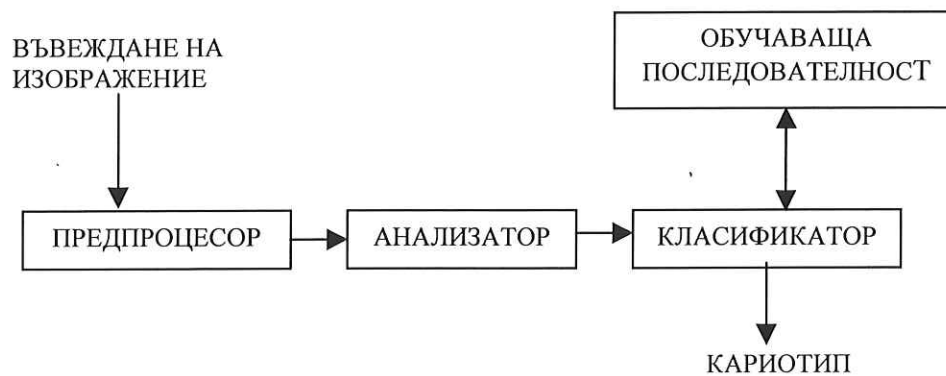 ВЪВЕЖДАНЕ НА
ИЗОБРАЖЕНИЕ
ОБУЧАВАЩА
ПОСЛЕДОВАТЕЛНОСТ
ПРЕДПРОЦЕСОР
АНАЛИЗАТОР
КЛАСИФИКАТОР
КАРИОТИП